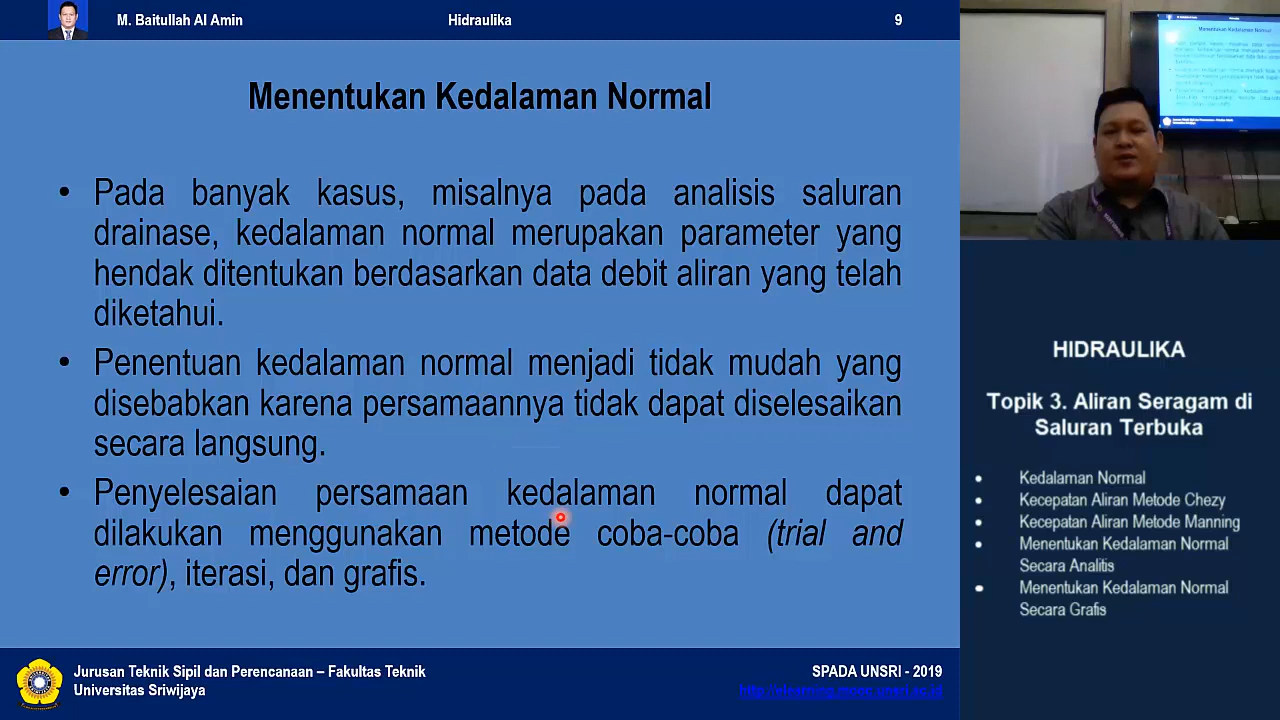 M. Baitullah Al Amin
Hidraulika
9
Menentukan Kedalaman Normal
• Pada banyak kasus, misalnya pada analisis saluran
drainase, kedalaman normal merupakan parameter yang
hendak ditentukan berdasarkan data debit aliran yang telah
diketahui.
• Penentuan kedalaman normal menjadi tidak mudah yang
disebabkan karena persamaannya tidak dapat diselesaikan
secara langsung.
• Penyelesaian persamaan kedalaman normal dapat
dilakukan menggunakan metode coba-coba (trial and
error), iterasi, dan grafis.
Jurusan Teknik Sipil dan Perencanaan – Fakultas Teknik
Universitas Sriwijaya
SPADA UNSRI - 2019
http://elearning.mooc.unsri.ac.id
Menentukan Kedalaman Normal
HIDRAULIKA
Topik 3. Aliran Seragam di
Saluran Terbuka
• Kedalaman Normal
• Kecepatan Aliran Metode Chezy
• Kecepatan Aliran Metode Manning
• Menentukan Kedalaman Normal
Secara Analitis
• Menentukan Kedalaman Normal
Secara Grafis